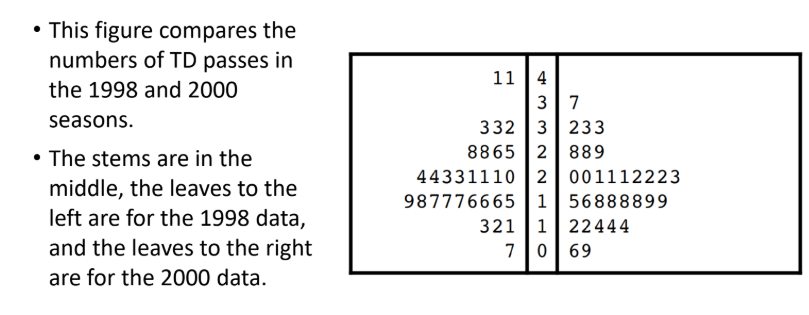 • This figure compares the
numbers of TD passes in
the 1998 and 2000
seasons.
• The stems are in the
middle, the leaves to the
left are for the 1998 data,
and the leaves to the right
are for the 2000 data.
11 4
3 7
332 3 233
8865 2 889
44331110 2 001112223
987776665 1 56888899
321 1 22444
7 0 69